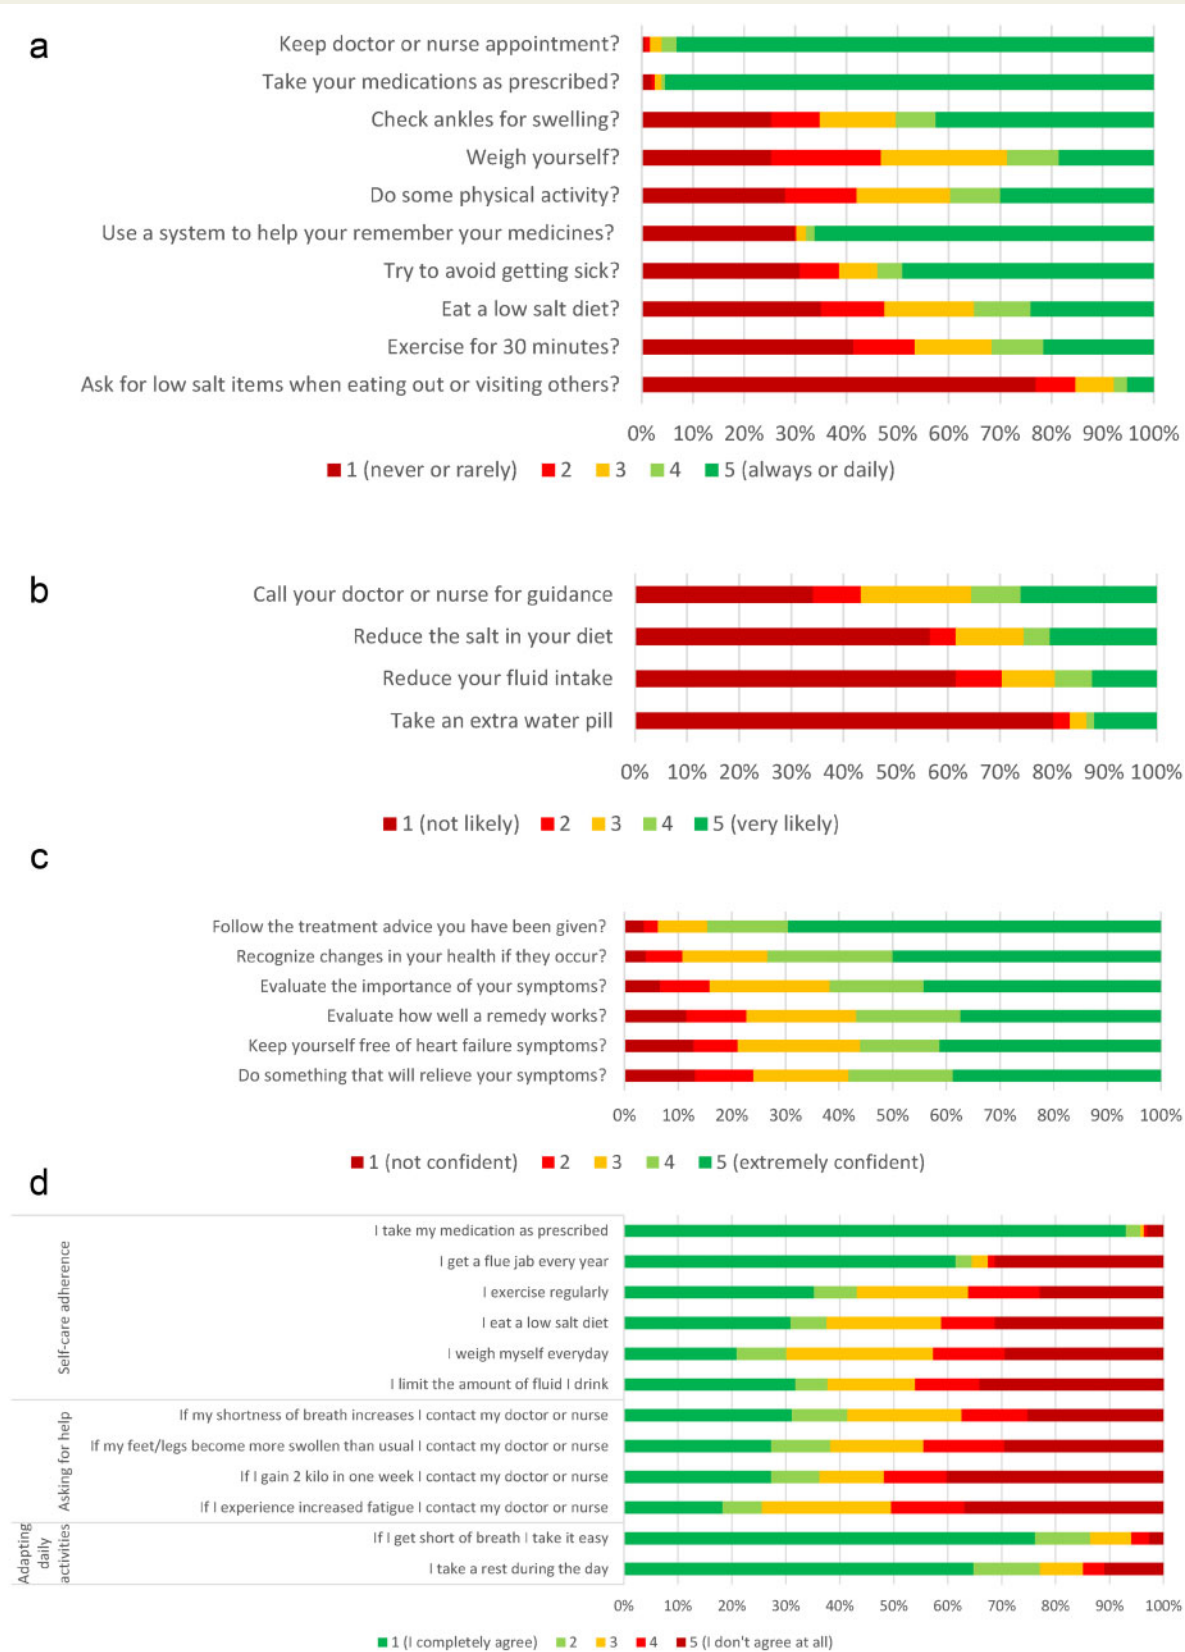 a
Keep doctor or nurse appointment?
Take your medications as prescribed?
Check ankles for swelling?
Weigh yourself?
Do some physical activity?
Use a system to help your remember your medicines?
Try to avoid getting sick?
Eat a low salt diet?
Exercise for 30 minutes?
Ask for low salt items when eating out or visiting others?
0% 10% 20% 30% 40% 50% 60% 70% 80% 90% 100%
1 (never or rarely) 2 3 4 5 (always or daily)
b
Call your doctor or nurse for guidance
Reduce the salt in your diet
Reduce your fluid intake
Take an extra water pill
0% 10% 20% 30% 40% 50% 60% 70% 80% 90% 100%
1 (not likely) 2 3 4 5 (very likely)
c
Follow the treatment advice you have been given?
Recognize changes in your health if they occur?
Evaluate the importance of your symptoms?
Evaluate how well a remedy works?
Keep yourself free of heart failure symptoms?
Do something that will relieve your symptoms?
0% 10% 20% 30% 40% 50% 60% 70% 80% 90% 100%
1 (not confident) 2 3 4 5 (extremely confident)
d
Self-care adherence
I take my medication as prescribed
I get a flue jab every year
I exercise regularly
I eat a low salt diet
I weigh myself everyday
I limit the amount of fluid I drink
Asking for help
If my shortness of breath increases I contact my doctor or nurse
If my feet/legs become more swollen than usual I contact my doctor or nurse
If I gain 2 kilo in one week I contact my doctor or nurse
If I experience increased fatigue I contact my doctor or nurse
Adapting
daily
activities
If I get short of breath I take it easy
I take a rest during the day
0% 10% 20% 30% 40% 50% 60% 70% 80% 90% 100%
1 (I completely agree) 2 3 4 5 (I don't agree at all)